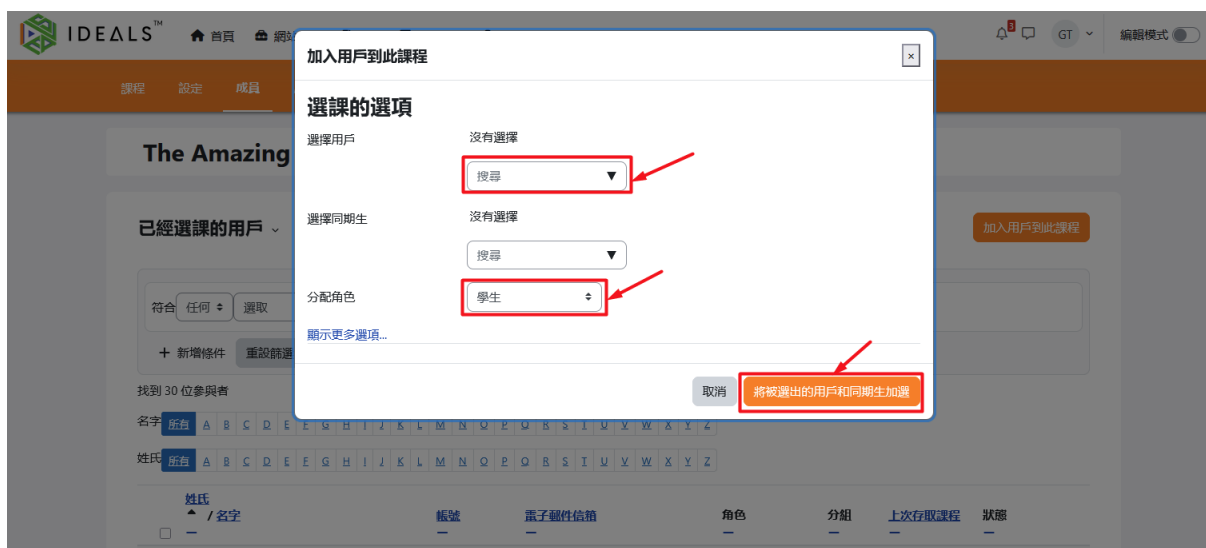 IDEALS™ 首頁 網站 3 GT 編輯模式
加入用戶到此課程 ×
課程 設定 成員
選課的選項
選擇用戶 沒有選擇
The Amazing
搜尋 ▼
選擇同期生 沒有選擇
已經選課的用戶 加入用戶到此課程
搜尋 ▼
分配角色 學生
符合 任何 選取
顯示更多選項...
+ 新增條件 重設篩選
取消 將被選出的用戶和同期生加選
找到 30 位參與者
名字 所有 A B C D E F G H I J K L M N O P Q R S T U V W X Y Z
姓氏 所有 A B C D E F G H I J K L M N O P Q R S T U V W X Y Z
姓氏
/ 名字 帳號 電子郵件信箱 角色 分組 上次存取課程 狀態